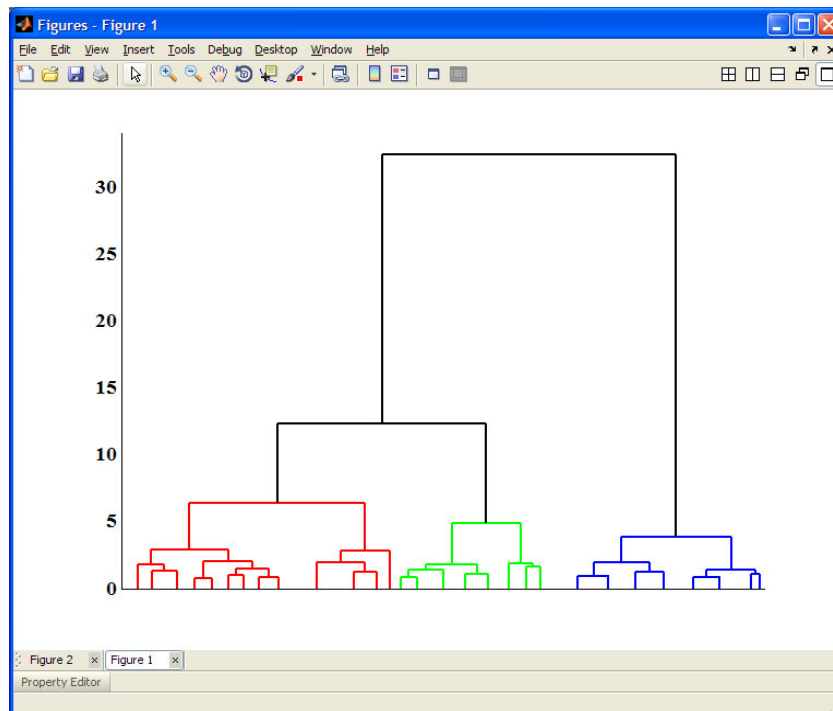 Figures - Figure 1
File Edit View Insert Tools Debug Desktop Window Help
30
25
20
15
10
5
0
Figure 2 x Figure 1 x
Property Editor